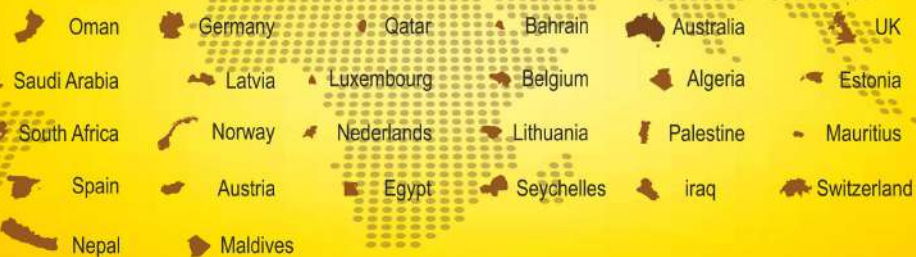 Oman Germany Qatar Bahrain Australia UK
Saudi Arabia Latvia Luxembourg Belgium Algeria Estonia
South Africa Norway Nederlands Lithuania Palestine Mauritius
Spain Austria Egypt Seychelles iraq Switzerland
Nepal Maldives